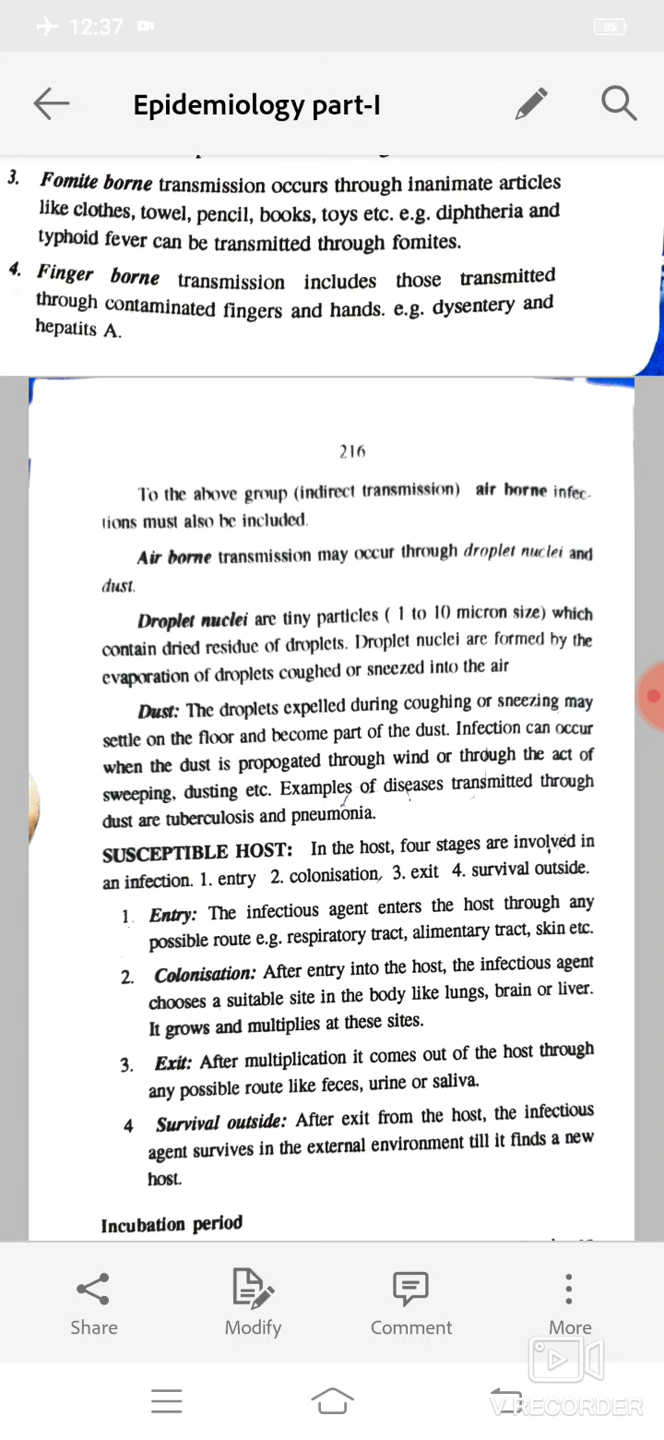 12:37
85
Epidemiology part-I
3. Fomite borne transmission occurs through inanimate articles
like clothes, towel, pencil, books, toys etc. e.g. diphtheria and
typhoid fever can be transmitted through fomites.
4. Finger borne transmission includes those transmitted
through contaminated fingers and hands. e.g. dysentery and
hepatits A.
216
To the above group (indirect transmission) air borne infec-
tions must also be included.
Air borne transmission may occur through droplet nuclei and
dust.
Droplet nuclei are tiny particles ( 1 to 10 micron size) which
contain dried residue of droplets. Droplet nuclei are formed by the
evaporation of droplets coughed or sneezed into the air
Dust: The droplets expelled during coughing or sneezing may
settle on the floor and become part of the dust. Infection can occur
when the dust is propogated through wind or through the act of
sweeping, dusting etc. Examples of diseases transmitted through
dust are tuberculosis and pneumonia.
SUSCEPTIBLE HOST: In the host, four stages are involved in
an infection. 1. entry 2. colonisation, 3. exit 4. survival outside.
1. Entry: The infectious agent enters the host through any
possible route e.g. respiratory tract, alimentary tract, skin etc.
2. Colonisation: After entry into the host, the infectious agent
chooses a suitable site in the body like lungs, brain or liver.
It grows and multiplies at these sites.
3. Exit: After multiplication it comes out of the host through
any possible route like feces, urine or saliva.
4 Survival outside: After exit from the host, the infectious
agent survives in the external environment till it finds a new
host.
Incubation period
Share Modify Comment More
V RECORDER